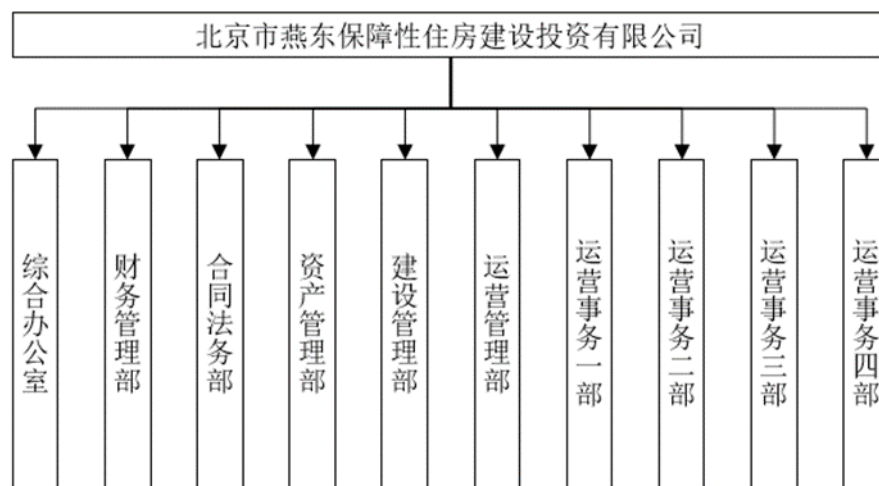 北京市燕东保障性住房建设投资有限公司
综合办公室
财务管理部
合同法务部
资产管理部
建设管理部
运营管理部
运营事务一部
运营事务二部
运营事务三部
运营事务四部